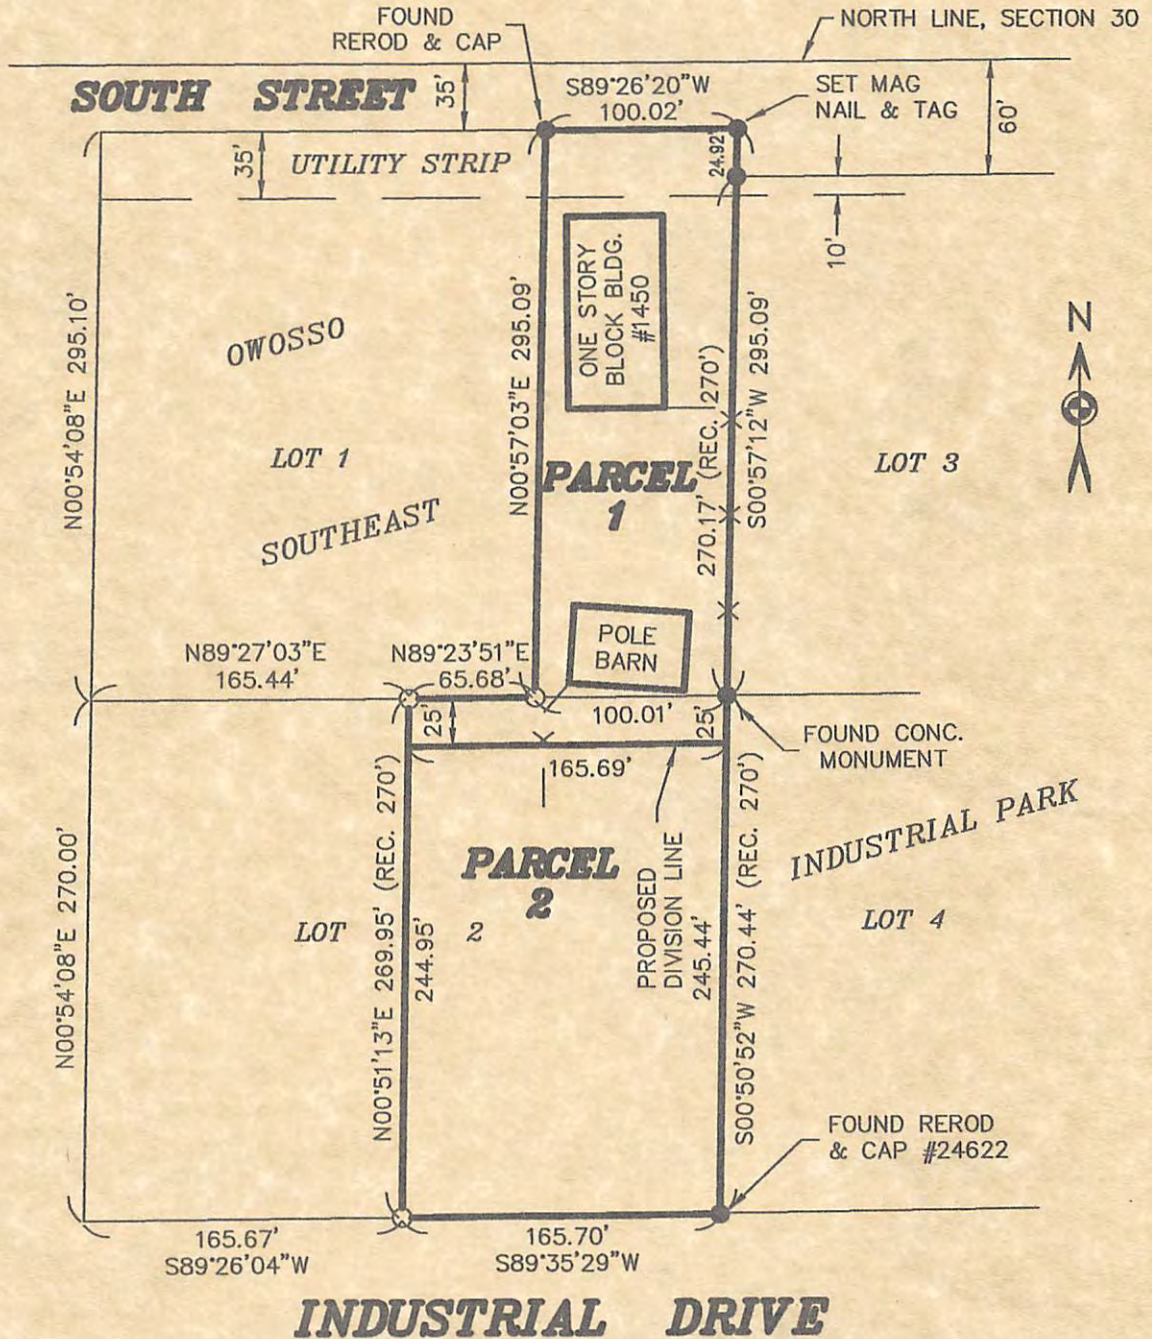 FOUND
REROD & CAP
NORTH LINE, SECTION 30
SOUTH STREET
35'
S89°26'20"W
100.02'
SET MAG
NAIL & TAG
60'
35'
UTILITY STRIP
24.92'
10'
ONE STORY
BLOCK BLDG.
#1450
N00°54'08"E 295.10'
OWOSSO
N00°57'03"E 295.09'
270.17' (REC. 270')
S00°57'12"W 295.09'
N
LOT 1
PARCEL
1
LOT 3
SOUTHEAST
POLE
BARN
N89°27'03"E
165.44'
N89°23'51"E
65.68'
25'
100.01'
25'
FOUND CONC.
MONUMENT
165.69'
INDUSTRIAL PARK
PARCEL
2
PROPOSED
DIVISION LINE
245.44'
S00°50'52"W 270.44' (REC. 270')
N00°54'08"E 270.00'
LOT 2
N00°51'13"E 269.95' (REC. 270')
244.95'
LOT 4
FOUND REROD
& CAP #24622
165.67'
S89°26'04"W
165.70'
S89°35'29"W
INDUSTRIAL DRIVE